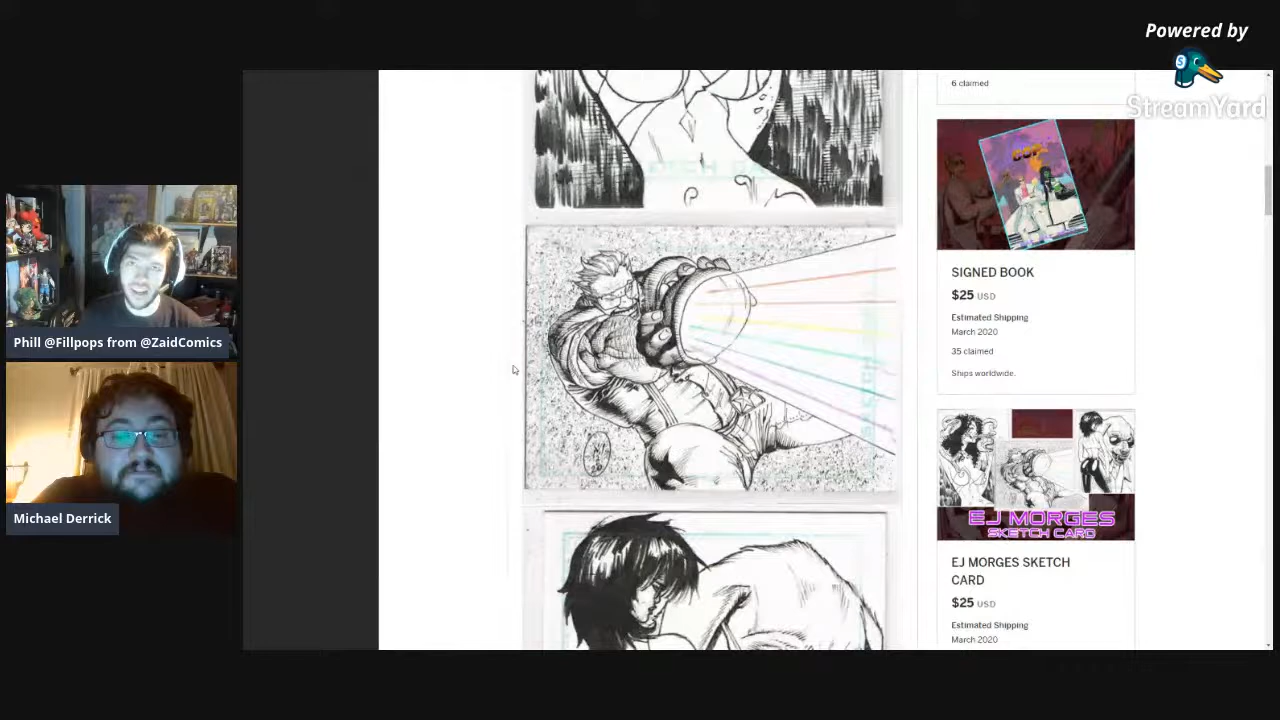 Powered by
StreamYard
6 claimed
SIGNED BOOK
$25 USD
Estimated Shipping
March 2020
35 claimed
Ships worldwide.
EJ MORGES
SKETCH CARD
EJ MORGES SKETCH
CARD
$25 USD
Estimated Shipping
March 2020
Phill @Fillpops from @ZaidComics
Michael Derrick